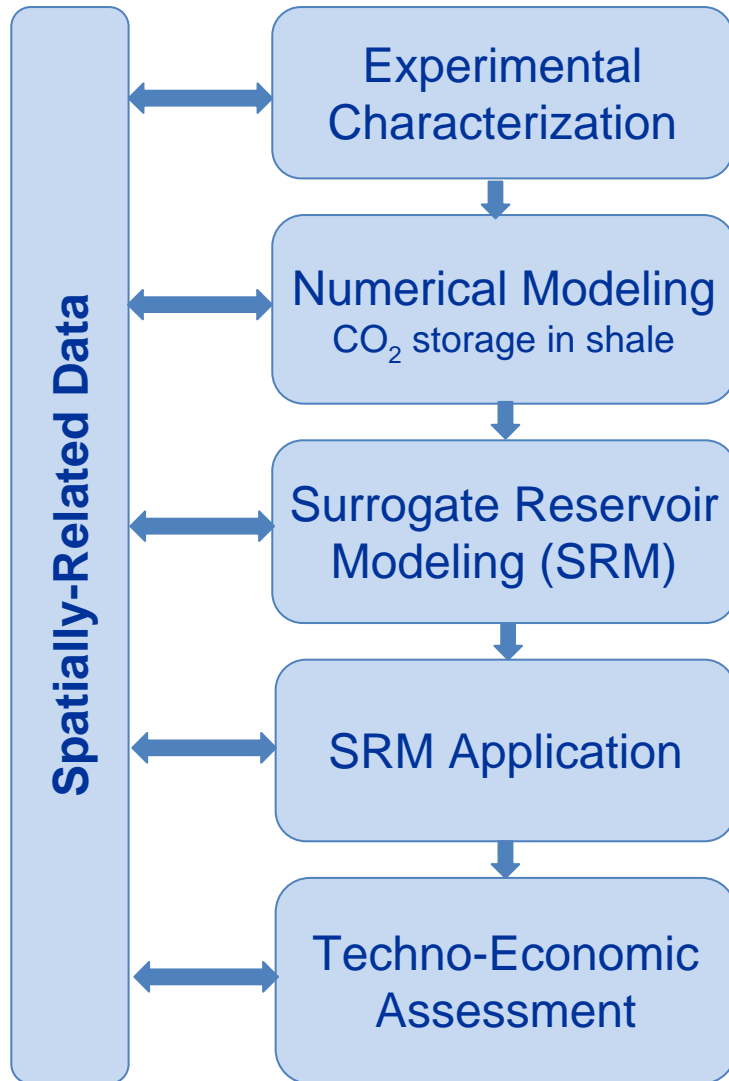 Spatially-Related Data
Experimental
Characterization
Numerical Modeling
CO₂ storage in shale
Surrogate Reservoir
Modeling (SRM)
SRM Application
Techno-Economic
Assessment